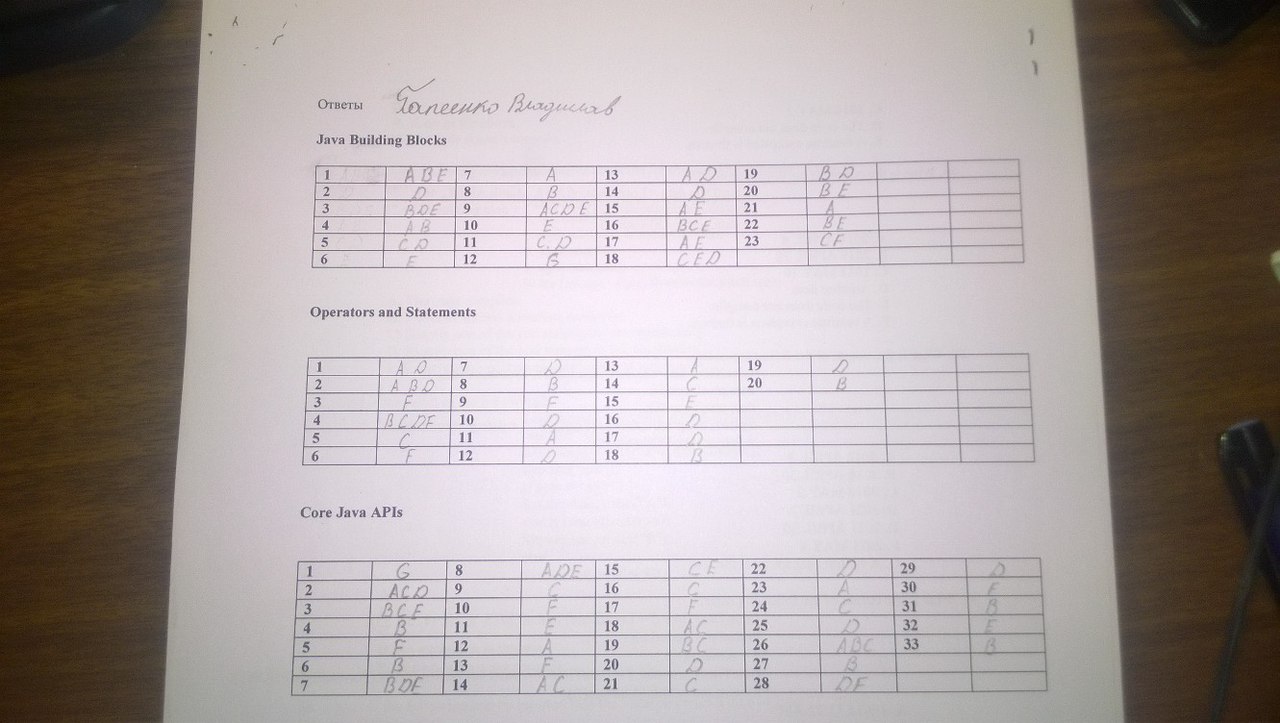 Ответы Гапеенко Владислав
Java Building Blocks
1 ABE 7 A 13 AD 19 BD
2 D 8 B 14 D 20 BE
3 BDE 9 ACDE 15 AE 21 A
4 AB 10 E 16 BCE 22 BE
5 CD 11 C.D 17 AE 23 CF
6 E 12 G 18 CED
Operators and Statements
1 AD 7 D 13 A 19 D
2 ABD 8 B 14 C 20 B
3 F 9 F 15 E
4 BCDF 10 D 16 D
5 C 11 A 17 D
6 F 12 D 18 B
Core Java APIs
1 G 8 ADE 15 CE 22 D 29 D
2 ACD 9 C 16 C 23 A 30 E
3 BCE 10 F 17 F 24 C 31 B
4 B 11 E 18 AC 25 D 32 E
5 F 12 A 19 BC 26 ABC 33 B
6 B 13 F 20 D 27 B
7 BDF 14 AC 21 C 28 DF